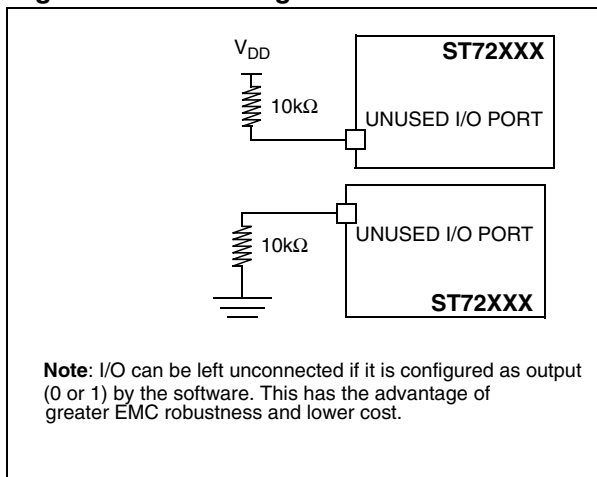 V_DD
ST72XXX
10kΩ
UNUSED I/O PORT
10kΩ
UNUSED I/O PORT
ST72XXX
Note: I/O can be left unconnected if it is configured as output
(0 or 1) by the software. This has the advantage of
greater EMC robustness and lower cost.